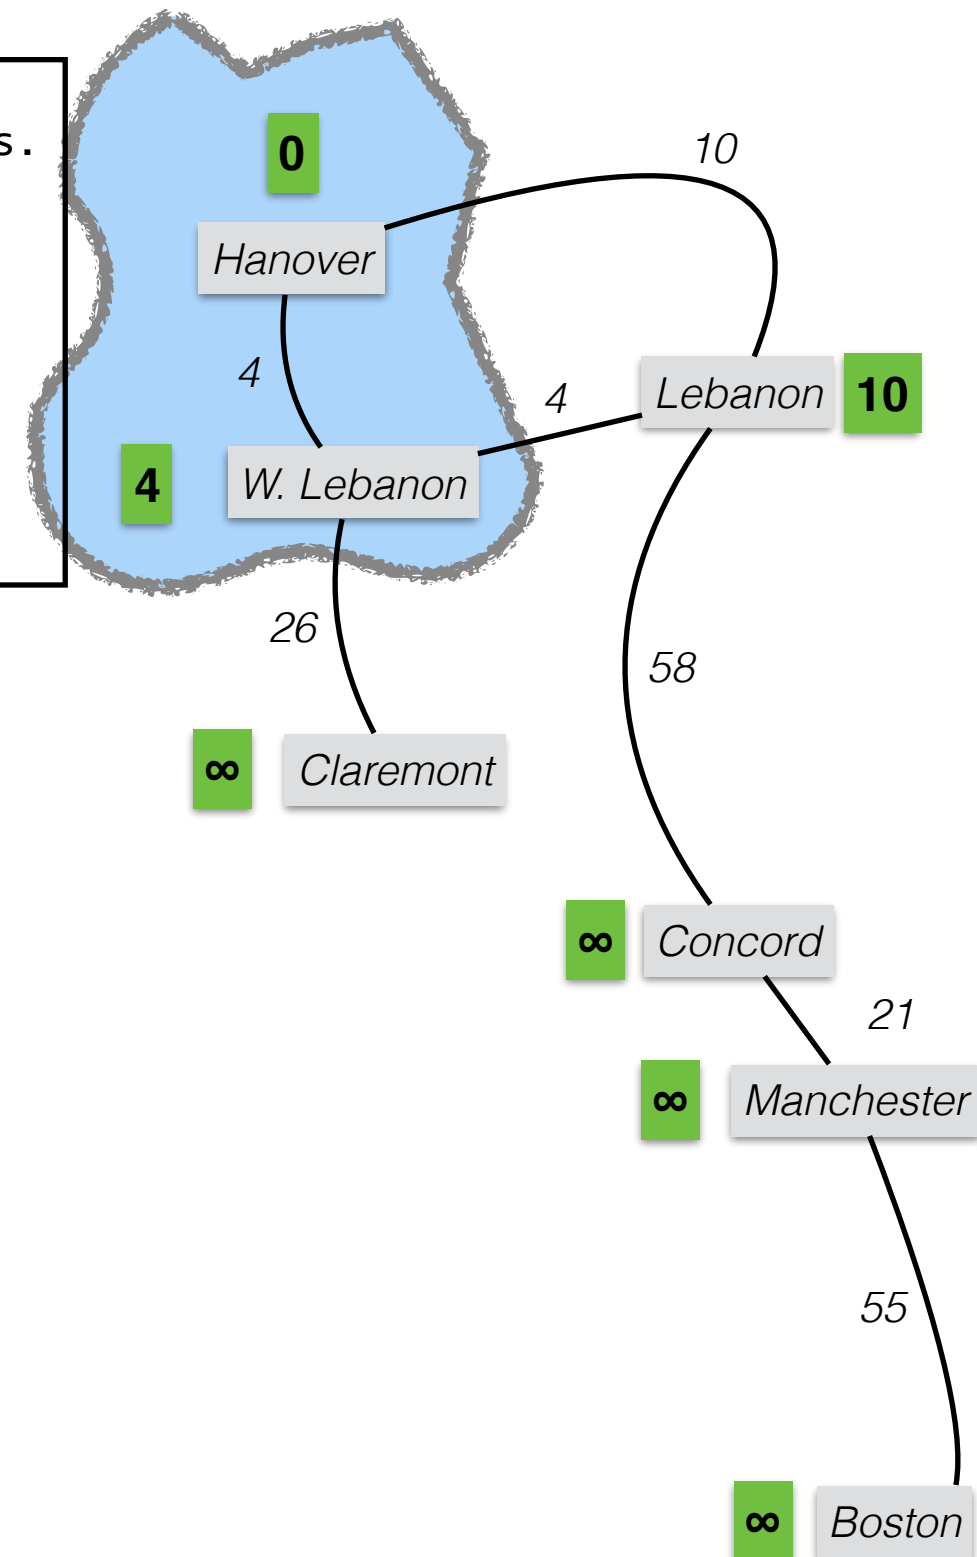 s.
0
10
Hanover
4
4
Lebanon
10
4
W. Lebanon
26
58
∞
Claremont
∞
Concord
21
∞
Manchester
55
∞
Boston